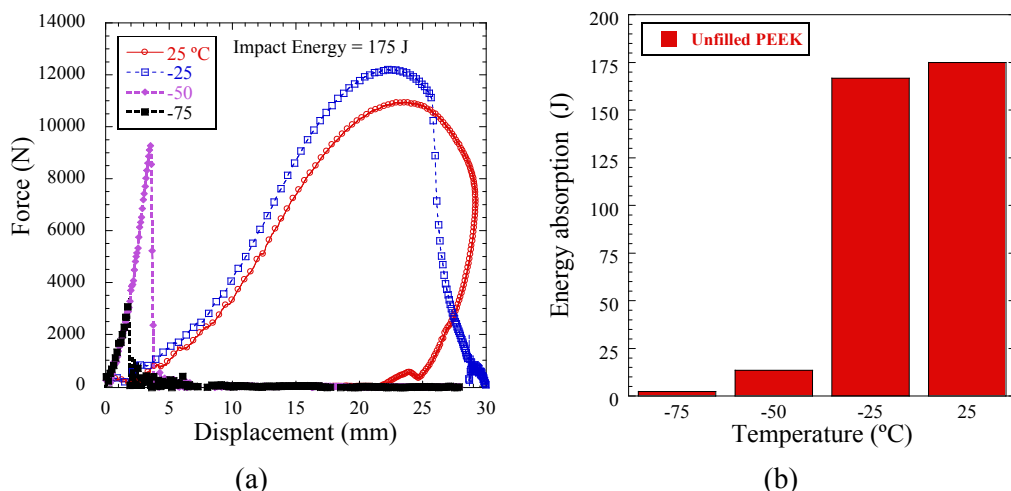 14000
12000
10000
8000
6000
4000
2000
0
Force (N)
Impact Energy = 175 J
25 ºC
-25
-50
-75
0 5 10 15 20 25 30
Displacement (mm)
(a)
200
175
150
125
100
75
50
25
0
Energy absorption (J)
Unfilled PEEK
-75 -50 -25 25
Temperature (ºC)
(b)